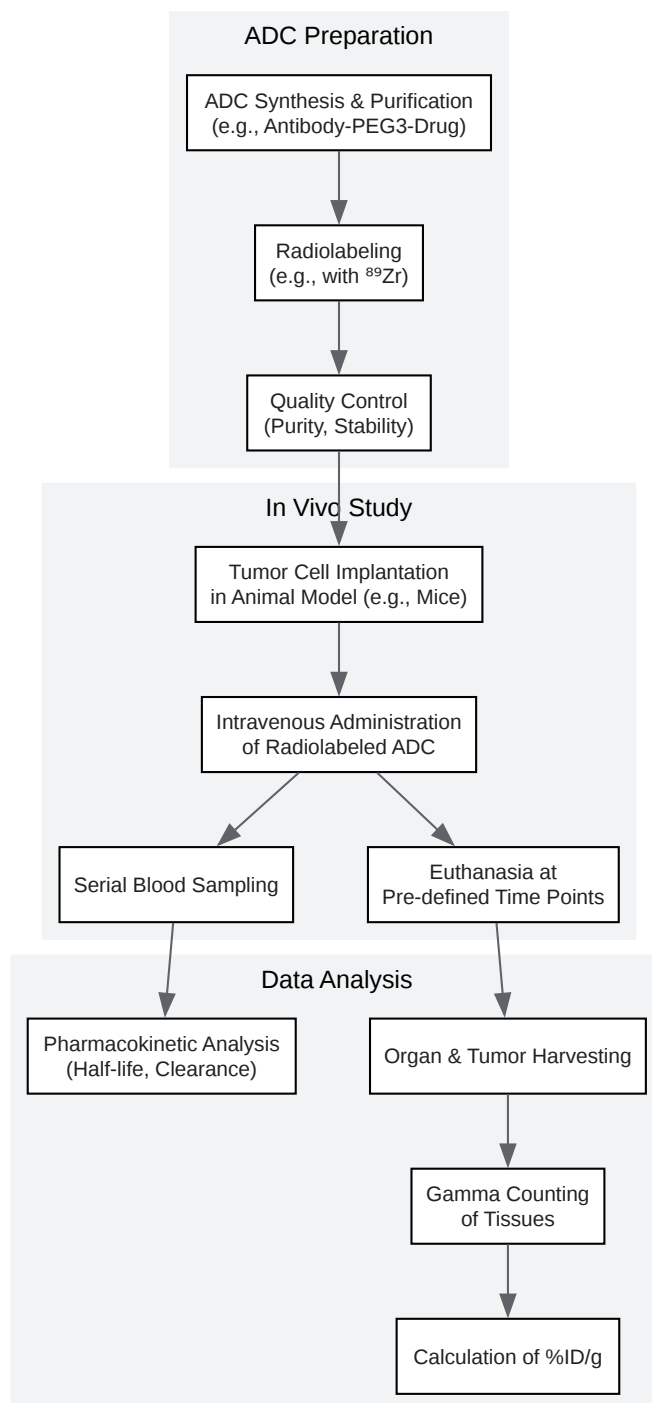 ADC Preparation
ADC Synthesis & Purification
(e.g., Antibody-PEG3-Drug)
Radiolabeling
(e.g., with ⁸⁹Zr)
Quality Control
(Purity, Stability)
In Vivo Study
Tumor Cell Implantation
in Animal Model (e.g., Mice)
Intravenous Administration
of Radiolabeled ADC
Serial Blood Sampling
Euthanasia at
Pre-defined Time Points
Data Analysis
Pharmacokinetic Analysis
(Half-life, Clearance)
Organ & Tumor Harvesting
Gamma Counting
of Tissues
Calculation of %ID/g